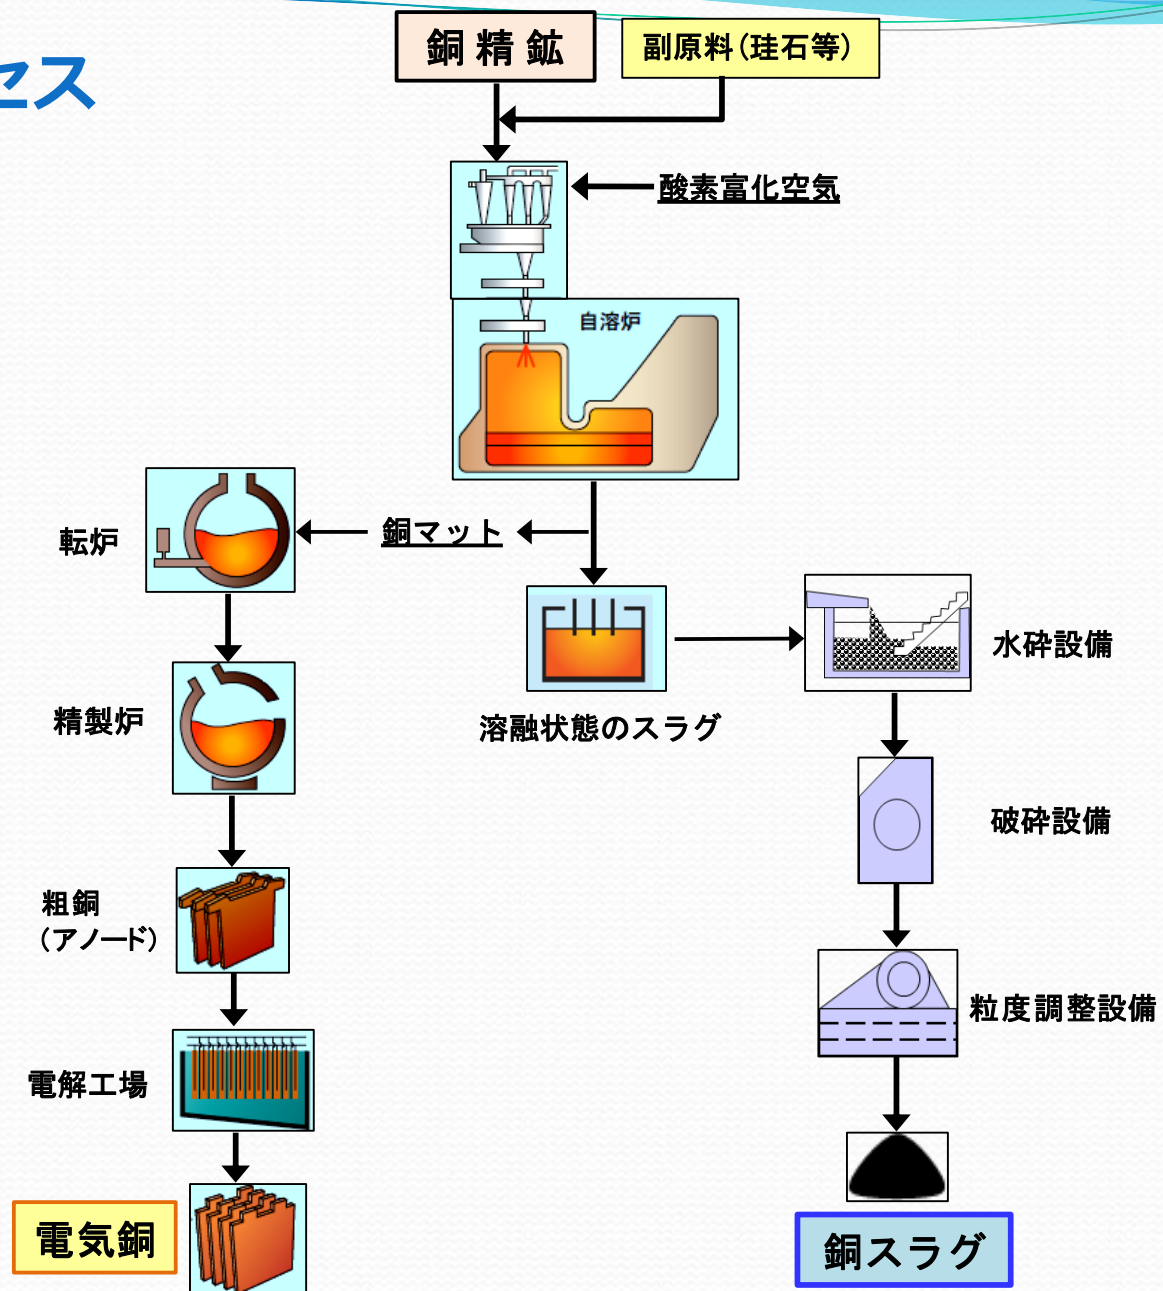 セス
銅精鉱
副原料(珪石等)
酸素富化空気
自溶炉
転炉
銅マット
水砕設備
精製炉
溶融状態のスラグ
破砕設備
粗銅
(アノード)
粒度調整設備
電解工場
電気銅
銅スラグ